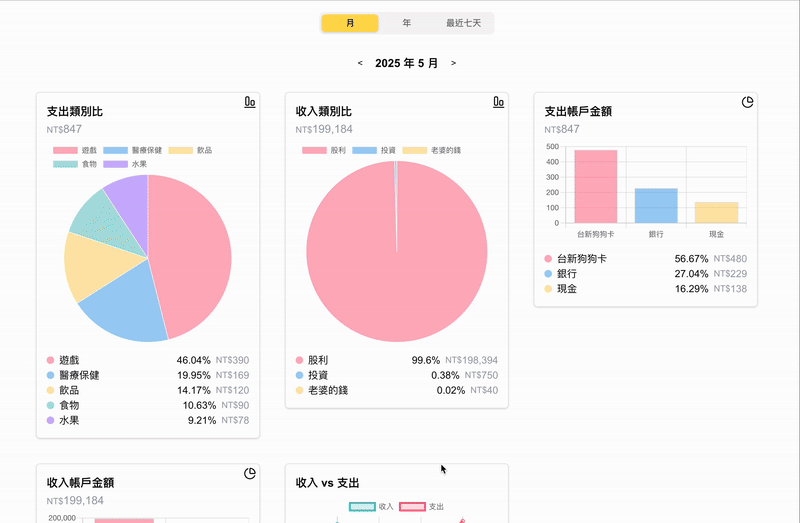 月 年 最近七天
< 2025 年 5 月 >
支出類別比
NT$847
遊戲 醫療保健 飲品
食物 水果
遊戲 46.04% NT$390
醫療保健 19.95% NT$169
飲品 14.17% NT$120
食物 10.63% NT$90
水果 9.21% NT$78
收入類別比
NT$199,184
股利 投資 老婆的錢
股利 99.6% NT$198,394
投資 0.38% NT$750
老婆的錢 0.02% NT$40
支出帳戶金額
NT$847
500
400
300
200
100
0
台新狗狗卡 銀行 現金
台新狗狗卡 56.67% NT$480
銀行 27.04% NT$229
現金 16.29% NT$138
收入帳戶金額
NT$199,184
200,000
收入 vs 支出
收入 支出